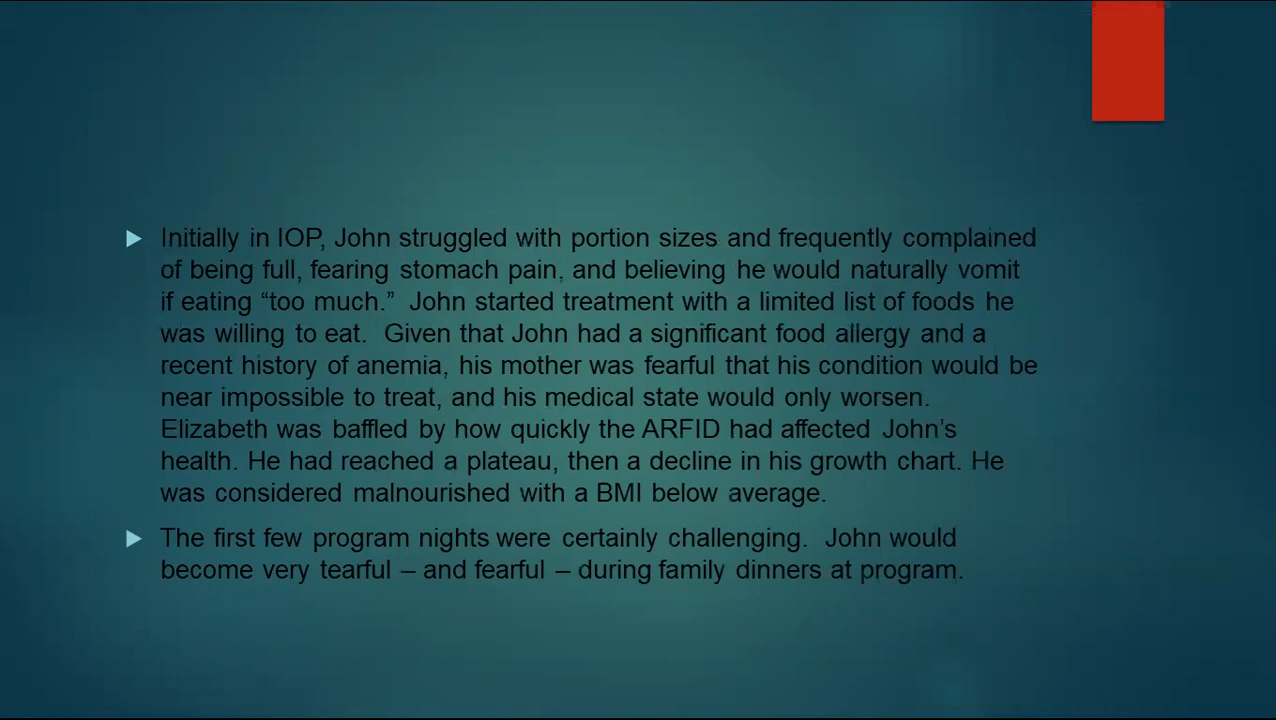 Initially in IOP, John struggled with portion sizes and frequently complained
of being full, fearing stomach pain, and believing he would naturally vomit
if eating “too much.”  John started treatment with a limited list of foods he
was willing to eat.  Given that John had a significant food allergy and a
recent history of anemia, his mother was fearful that his condition would be
near impossible to treat, and his medical state would only worsen.
Elizabeth was baffled by how quickly the ARFID had affected John’s
health. He had reached a plateau, then a decline in his growth chart. He
was considered malnourished with a BMI below average.
The first few program nights were certainly challenging.  John would
become very tearful – and fearful – during family dinners at program.